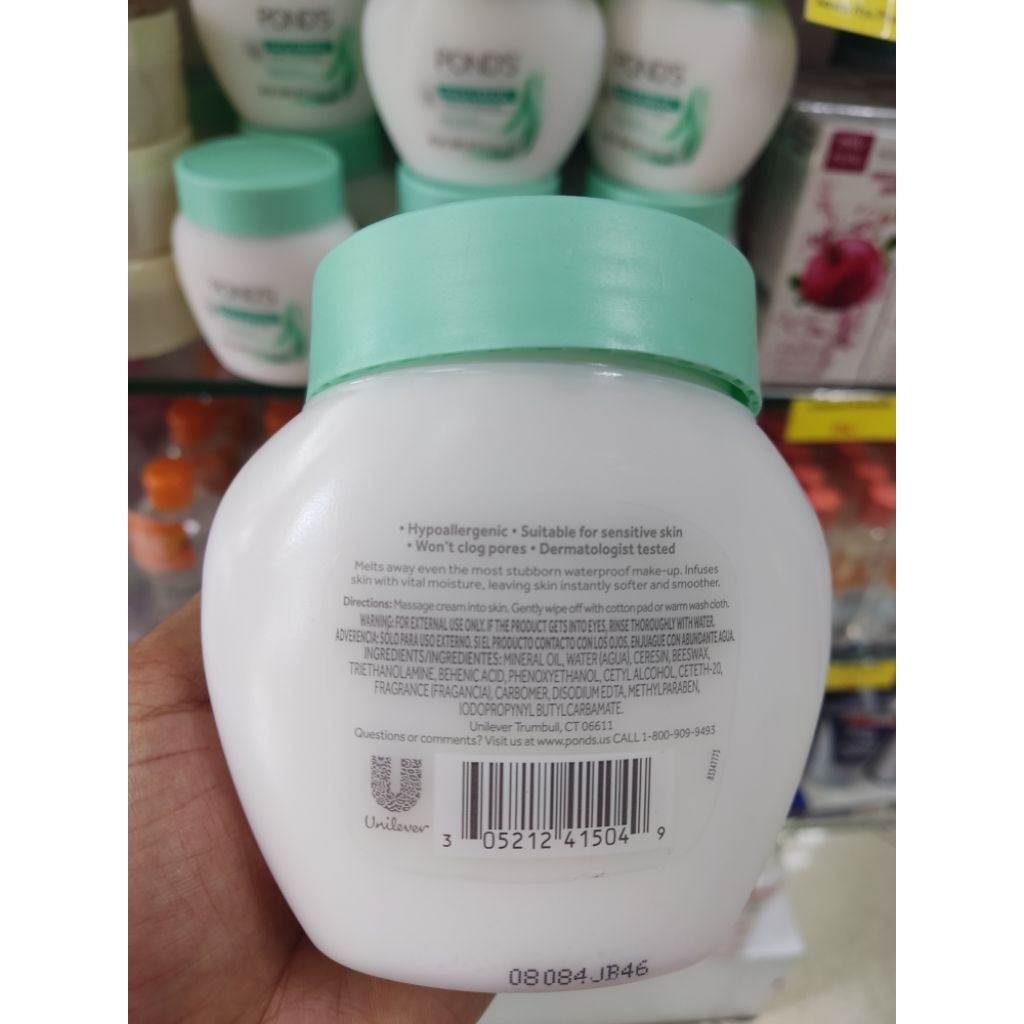 POND'S
POND'S
POND'S
POND'S
• Hypoallergenic • Suitable for sensitive skin
• Won't clog pores • Dermatologist tested
Melts away even the most stubborn waterproof make-up. Infuses
skin with vital moisture, leaving skin instantly softer and smoother.
Directions: Massage cream into skin. Gently wipe off with cotton pad or warm wash cloth.
WARNING: FOR EXTERNAL USE ONLY. IF THE PRODUCT GETS INTO EYES, RINSE THOROUGHLY WITH WATER.
ADVERENCIA: SÓLO PARA USO EXTERNO. SI EL PRODUCTO CONTACTO CON LOS OJOS, ENJUAGUE CON ABUNDANTE AGUA.
INGREDIENTS/INGREDIENTES: MINERAL OIL, WATER (AGUA), CERESIN, BEESWAX,
TRIETHANOLAMINE, BEHENIC ACID, PHENOXYETHANOL, CETYL ALCOHOL, CETETH-20,
FRAGRANCE (FRAGANCIA), CARBOMER, DISODIUM EDTA, METHYLPARABEN,
IODOPROPYNYL BUTYLCARBAMATE.
Unilever Trumbull, CT 06611
Questions or comments? Visit us at www.ponds.us CALL 1-800-909-9493
83347773
Unilever
3 05212 41504 9
08084JB46